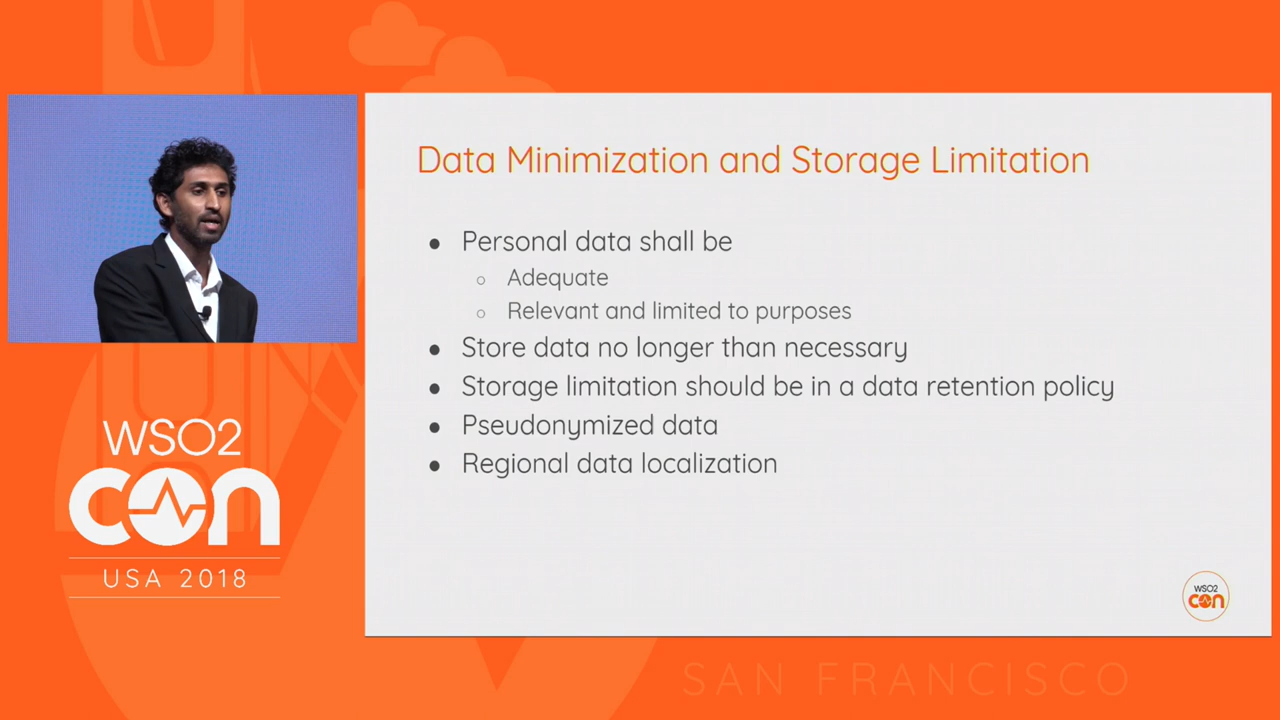 Data Minimization and Storage Limitation
● Personal data shall be
○ Adequate
○ Relevant and limited to purposes
● Store data no longer than necessary
● Storage limitation should be in a data retention policy
● Pseudonymized data
● Regional data localization
WSO2
con
USA 2018
WSO2
con
SAN FRANCISCO